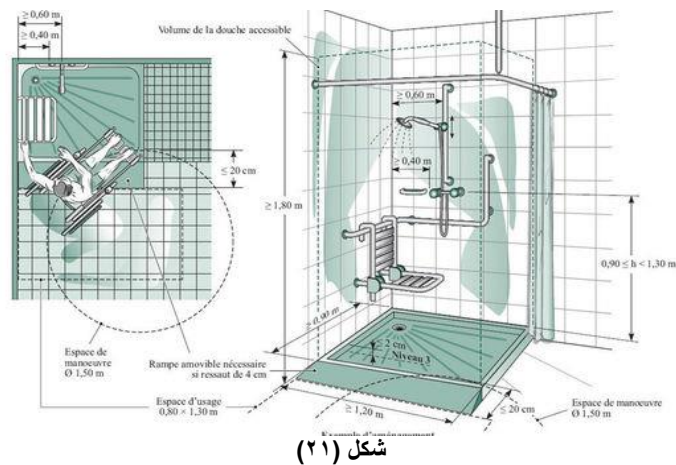 ≥ 0,60 m
≥ 0,40 m
Volume de la douche accessible
≥ 0,60 m
≥ 0,40 m
≤ 20 cm
≥ 1,80 m
0,90 ≤ h < 1,30 m
0,90 m
Espace de
manoeuvre
Ø 1,50 m
Rampe amovible nécessaire
si ressaut de 4 cm
≤ 2 cm
Niveau 3
Espace d'usage
0,80 × 1,30 m
≥ 1,20 m
≤ 20 cm
Espace de manoeuvre
Ø 1,50 m
Exemple d'aménagement
شكل (٢١)